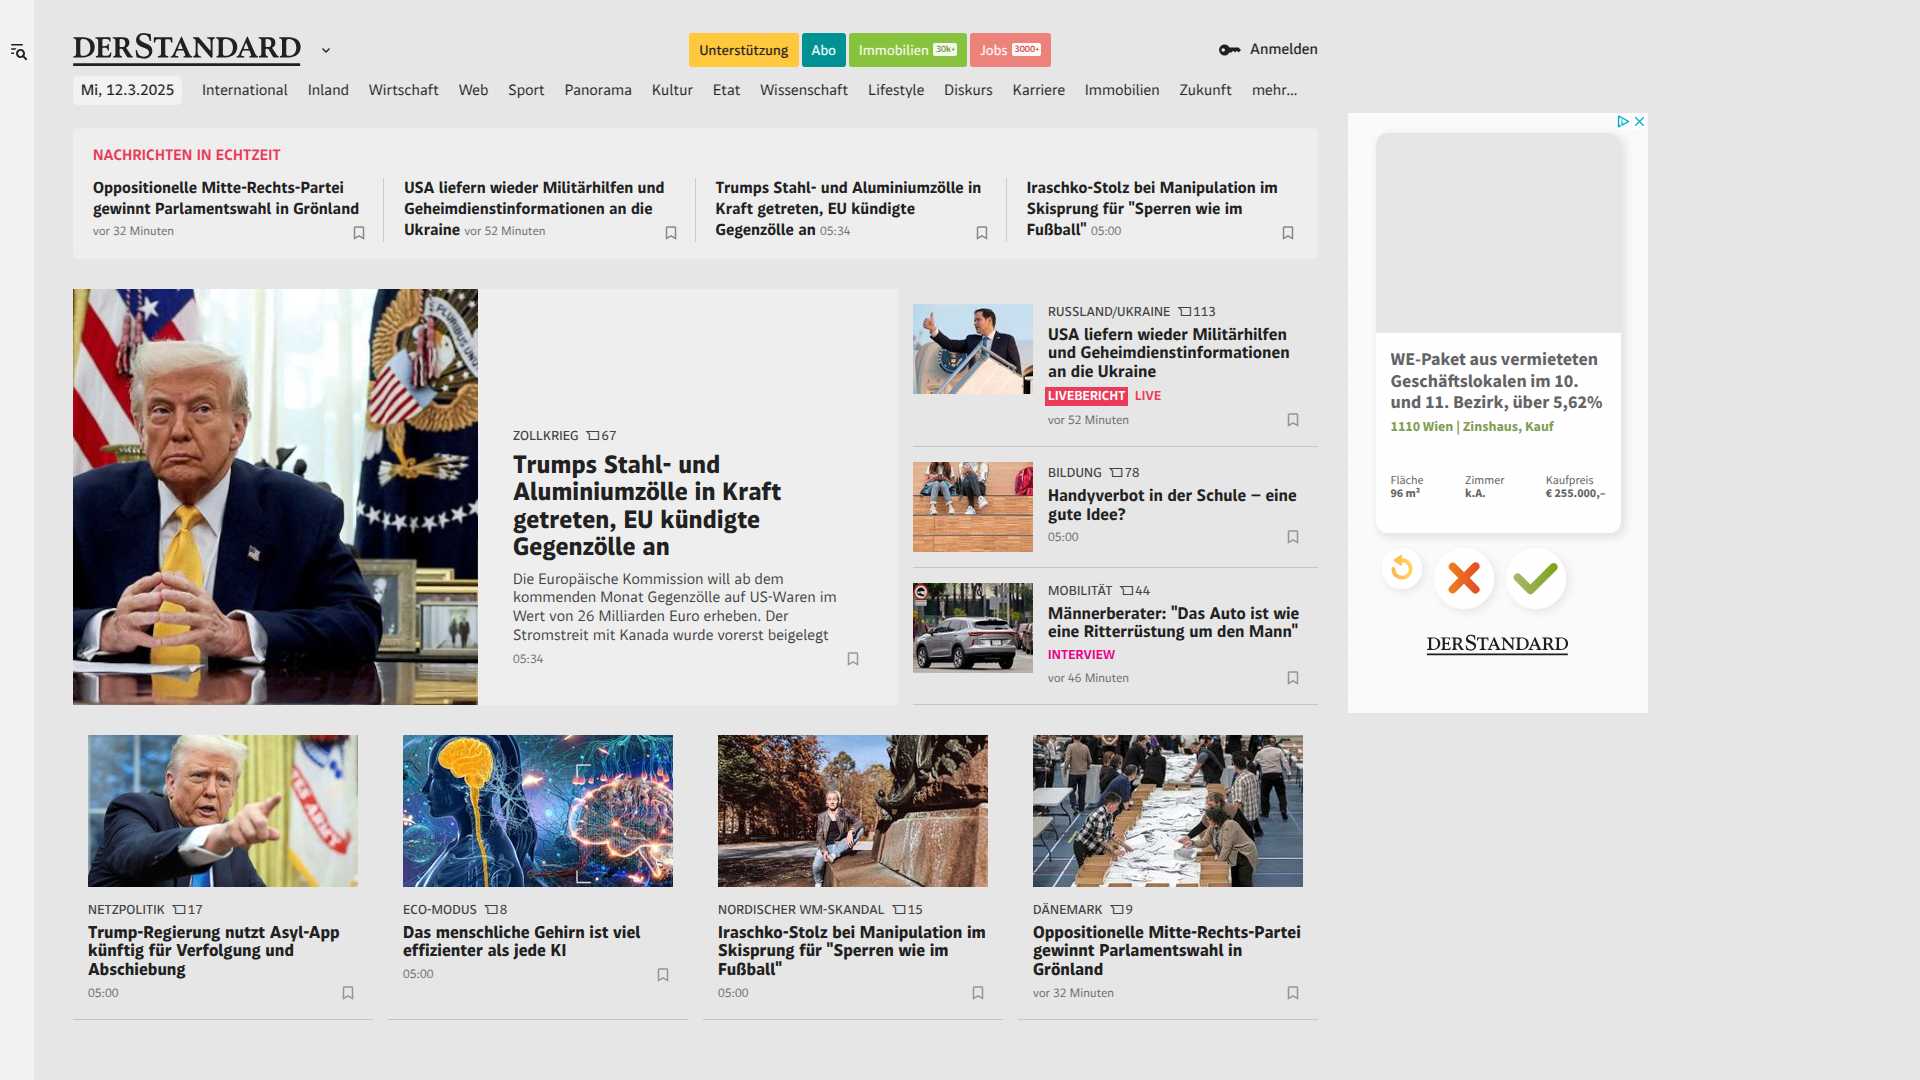 DERSTANDARD
Unterstützung
Abo
Immobilien 30k+
Jobs 3000+
Anmelden
Mi, 12.3.2025
International
Inland
Wirtschaft
Web
Sport
Panorama
Kultur
Etat
Wissenschaft
Lifestyle
Diskurs
Karriere
Immobilien
Zukunft
mehr...
NACHRICHTEN IN ECHTZEIT
Oppositionelle Mitte-Rechts-Partei
gewinnt Parlamentswahl in Grönland
vor 32 Minuten
USA liefern wieder Militärhilfen und
Geheimdienstinformationen an die
Ukraine vor 52 Minuten
Trumps Stahl- und Aluminiumzölle in
Kraft getreten, EU kündigte
Gegenzölle an 05:34
Iraschko-Stolz bei Manipulation im
Skisprung für "Sperren wie im
Fußball" 05:00
ZOLLKRIEG 67
Trumps Stahl- und
Aluminiumzölle in Kraft
getreten, EU kündigte
Gegenzölle an
Die Europäische Kommission will ab dem
kommenden Monat Gegenzölle auf US-Waren im
Wert von 26 Milliarden Euro erheben. Der
Stromstreit mit Kanada wurde vorerst beigelegt
05:34
RUSSLAND/UKRAINE 113
USA liefern wieder Militärhilfen
und Geheimdienstinformationen
an die Ukraine
LIVEBERICHT LIVE
vor 52 Minuten
BILDUNG 78
Handyverbot in der Schule – eine
gute Idee?
05:00
MOBILITÄT 44
Männerberater: "Das Auto ist wie
eine Ritterrüstung um den Mann"
INTERVIEW
vor 46 Minuten
WE-Paket aus vermieteten
Geschäftslokalen im 10.
und 11. Bezirk, über 5,62%
1110 Wien | Zinshaus, Kauf
Fläche Zimmer Kaufpreis
96 m² k.A. € 255.000,-
DERSTANDARD
NETZPOLITIK 17
Trump-Regierung nutzt Asyl-App
künftig für Verfolgung und
Abschiebung
05:00
ECO-MODUS 8
Das menschliche Gehirn ist viel
effizienter als jede KI
05:00
NORDISCHER WM-SKANDAL 15
Iraschko-Stolz bei Manipulation im
Skisprung für "Sperren wie im
Fußball"
05:00
DÄNEMARK 9
Oppositionelle Mitte-Rechts-Partei
gewinnt Parlamentswahl in
Grönland
vor 32 Minuten